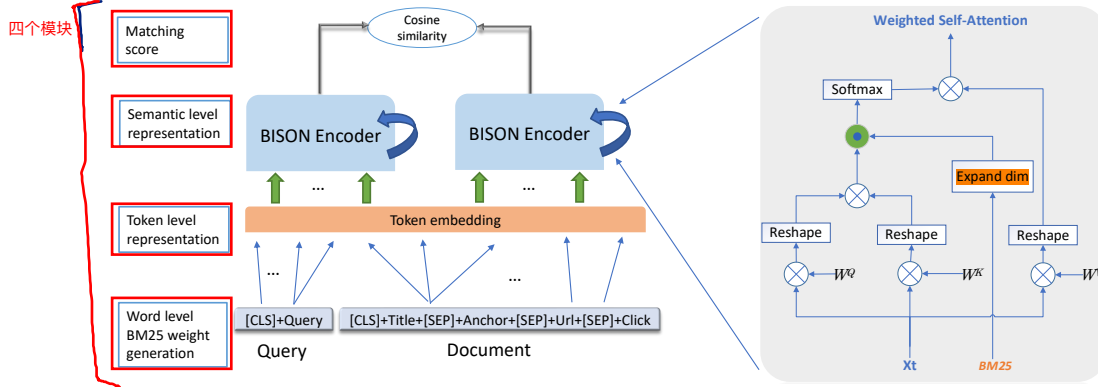 四个模块
Matching
score
Semantic level
representation
Token level
representation
Word level
BM25 weight
generation
Cosine
similarity
BISON Encoder
BISON Encoder
...
...
Token embedding
...
...
[CLS]+Query
[CLS]+Title+[SEP]+Anchor+[SEP]+Url+[SEP]+Click
Query
Document
Weighted Self-Attention
Softmax
Expand dim
Reshape
Reshape
Reshape
W^Q
W^K
Xt
BM25